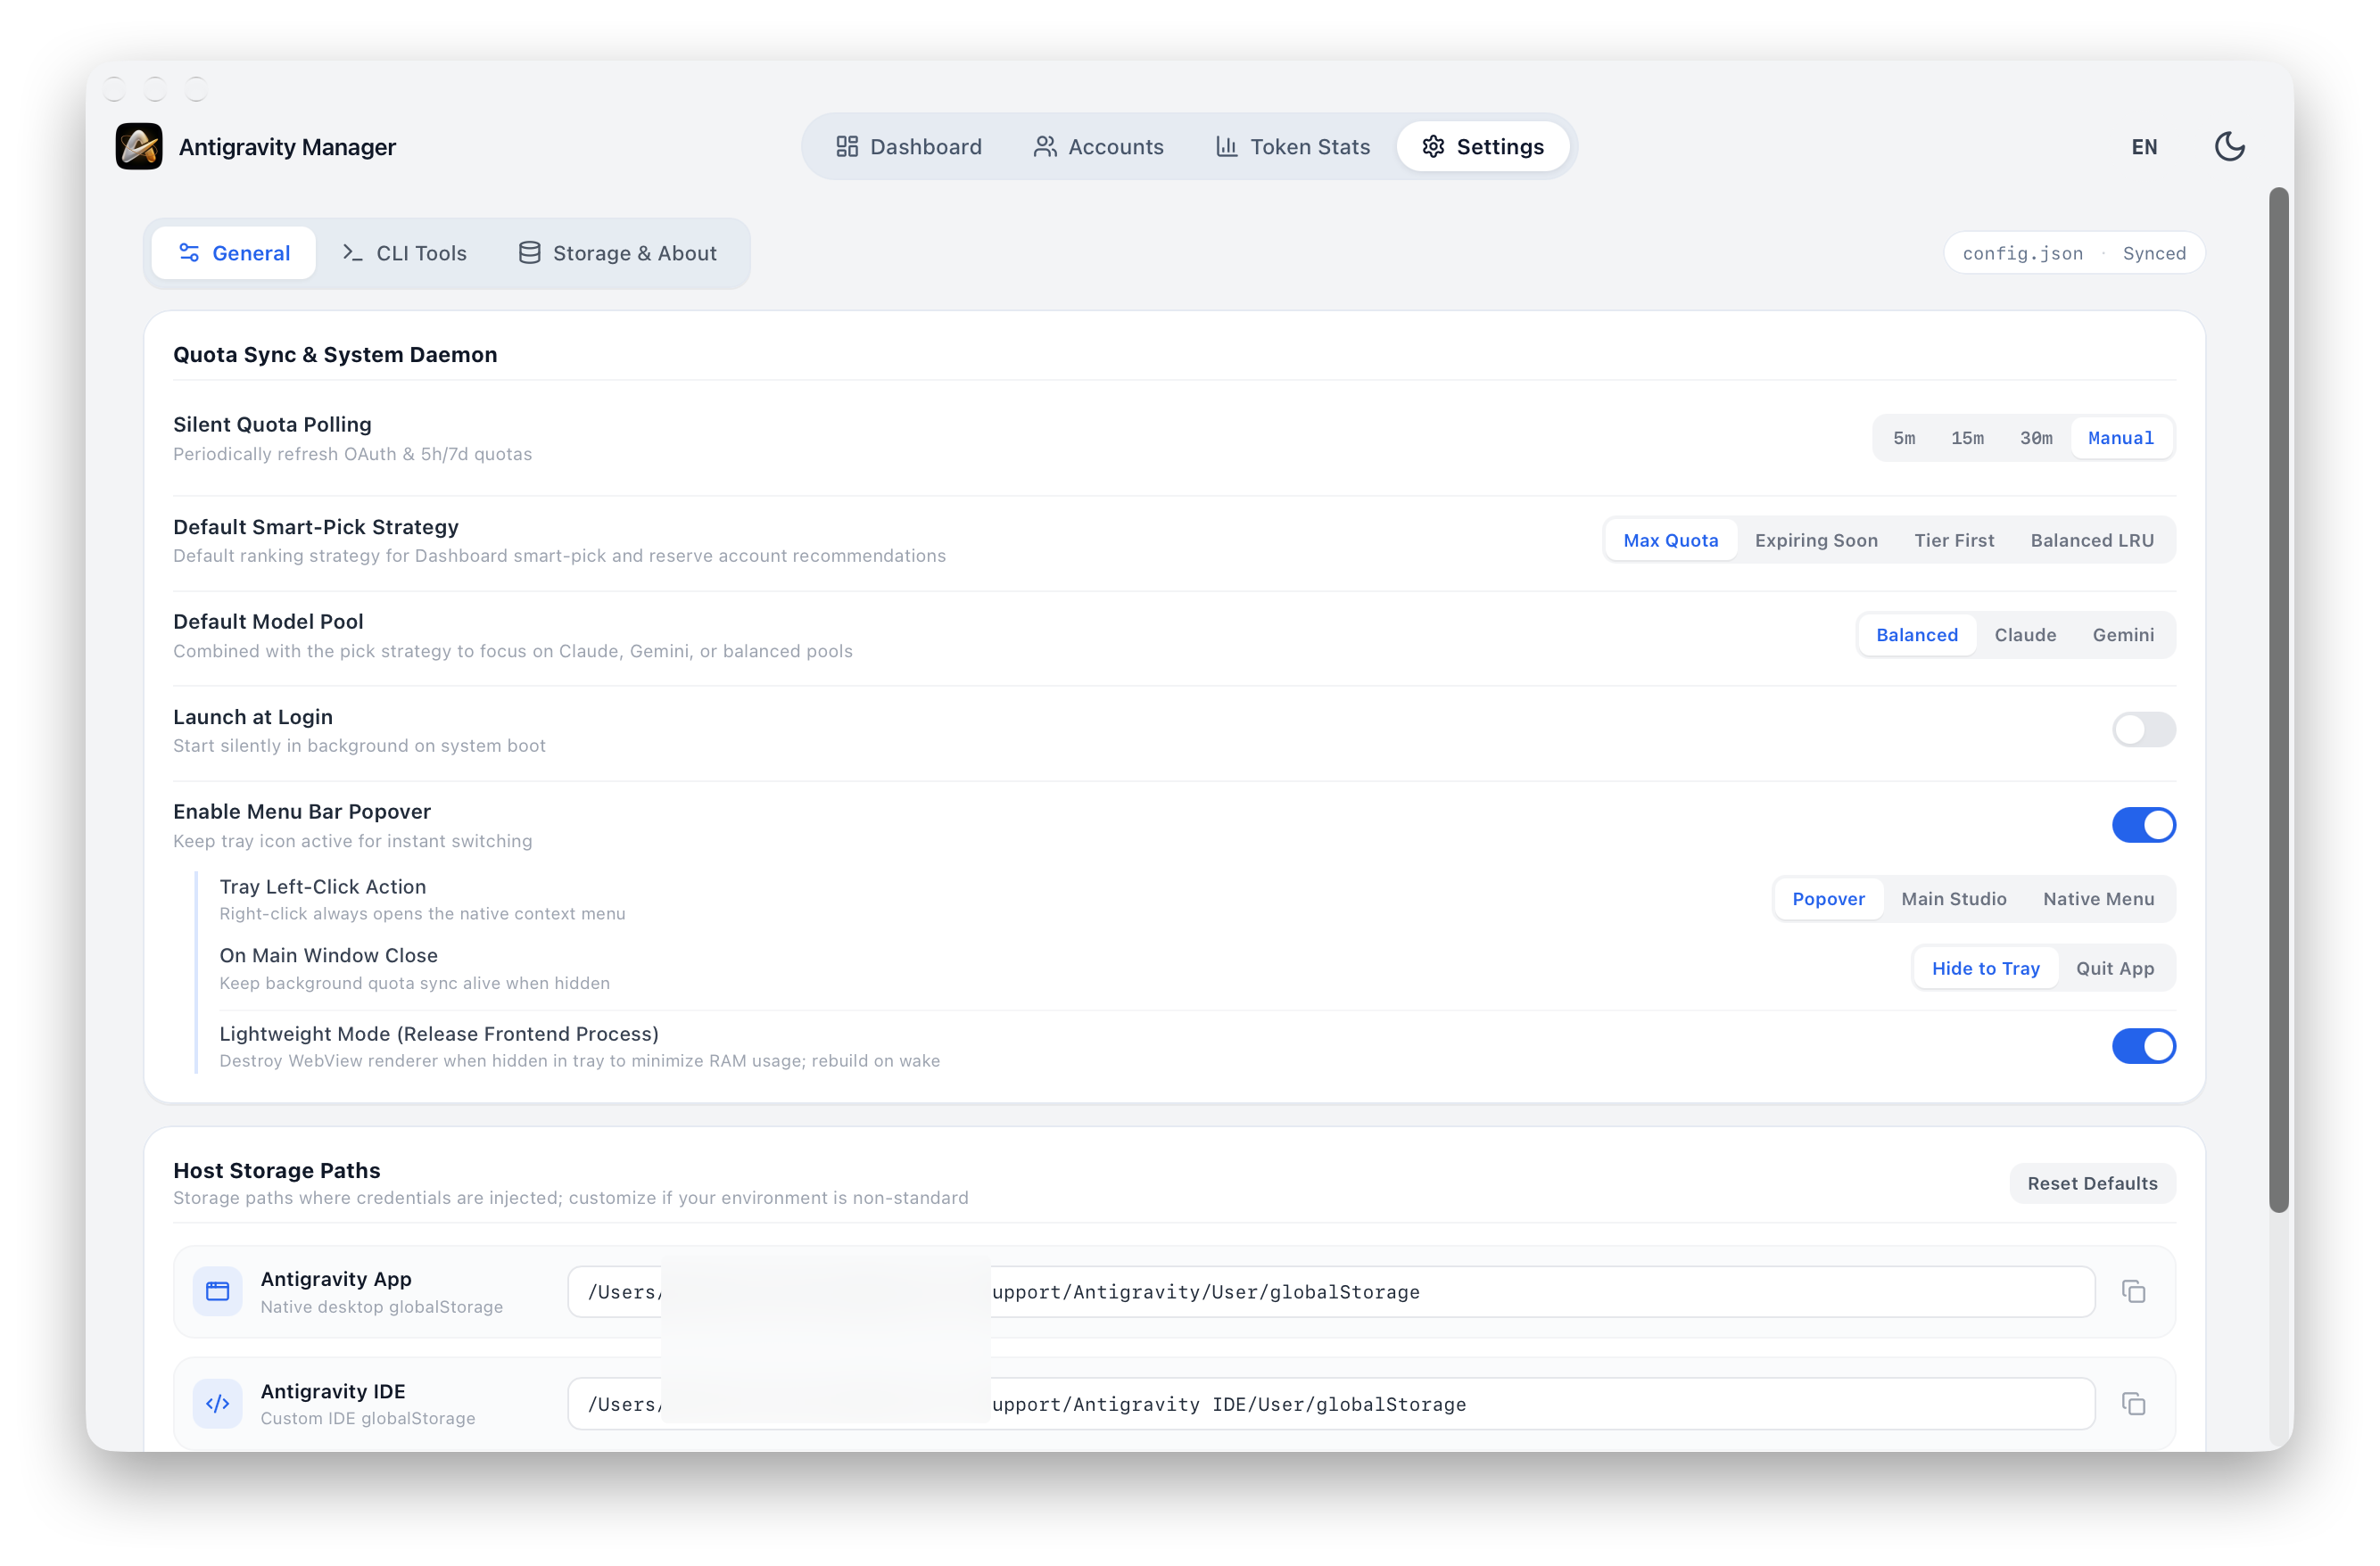 Antigravity Manager
Dashboard
Accounts
Token Stats
Settings
EN
General
CLI Tools
Storage & About
config.json · Synced
Quota Sync & System Daemon
Silent Quota Polling
Periodically refresh OAuth & 5h/7d quotas
5m 15m 30m Manual
Default Smart-Pick Strategy
Default ranking strategy for Dashboard smart-pick and reserve account recommendations
Max Quota Expiring Soon Tier First Balanced LRU
Default Model Pool
Combined with the pick strategy to focus on Claude, Gemini, or balanced pools
Balanced Claude Gemini
Launch at Login
Start silently in background on system boot
Enable Menu Bar Popover
Keep tray icon active for instant switching
Tray Left-Click Action
Right-click always opens the native context menu
Popover Main Studio Native Menu
On Main Window Close
Keep background quota sync alive when hidden
Hide to Tray Quit App
Lightweight Mode (Release Frontend Process)
Destroy WebView renderer when hidden in tray to minimize RAM usage; rebuild on wake
Host Storage Paths
Storage paths where credentials are injected; customize if your environment is non-standard
Reset Defaults
Antigravity App
Native desktop globalStorage
/Users/ upport/Antigravity/User/globalStorage
Antigravity IDE
Custom IDE globalStorage
/Users/ upport/Antigravity IDE/User/globalStorage